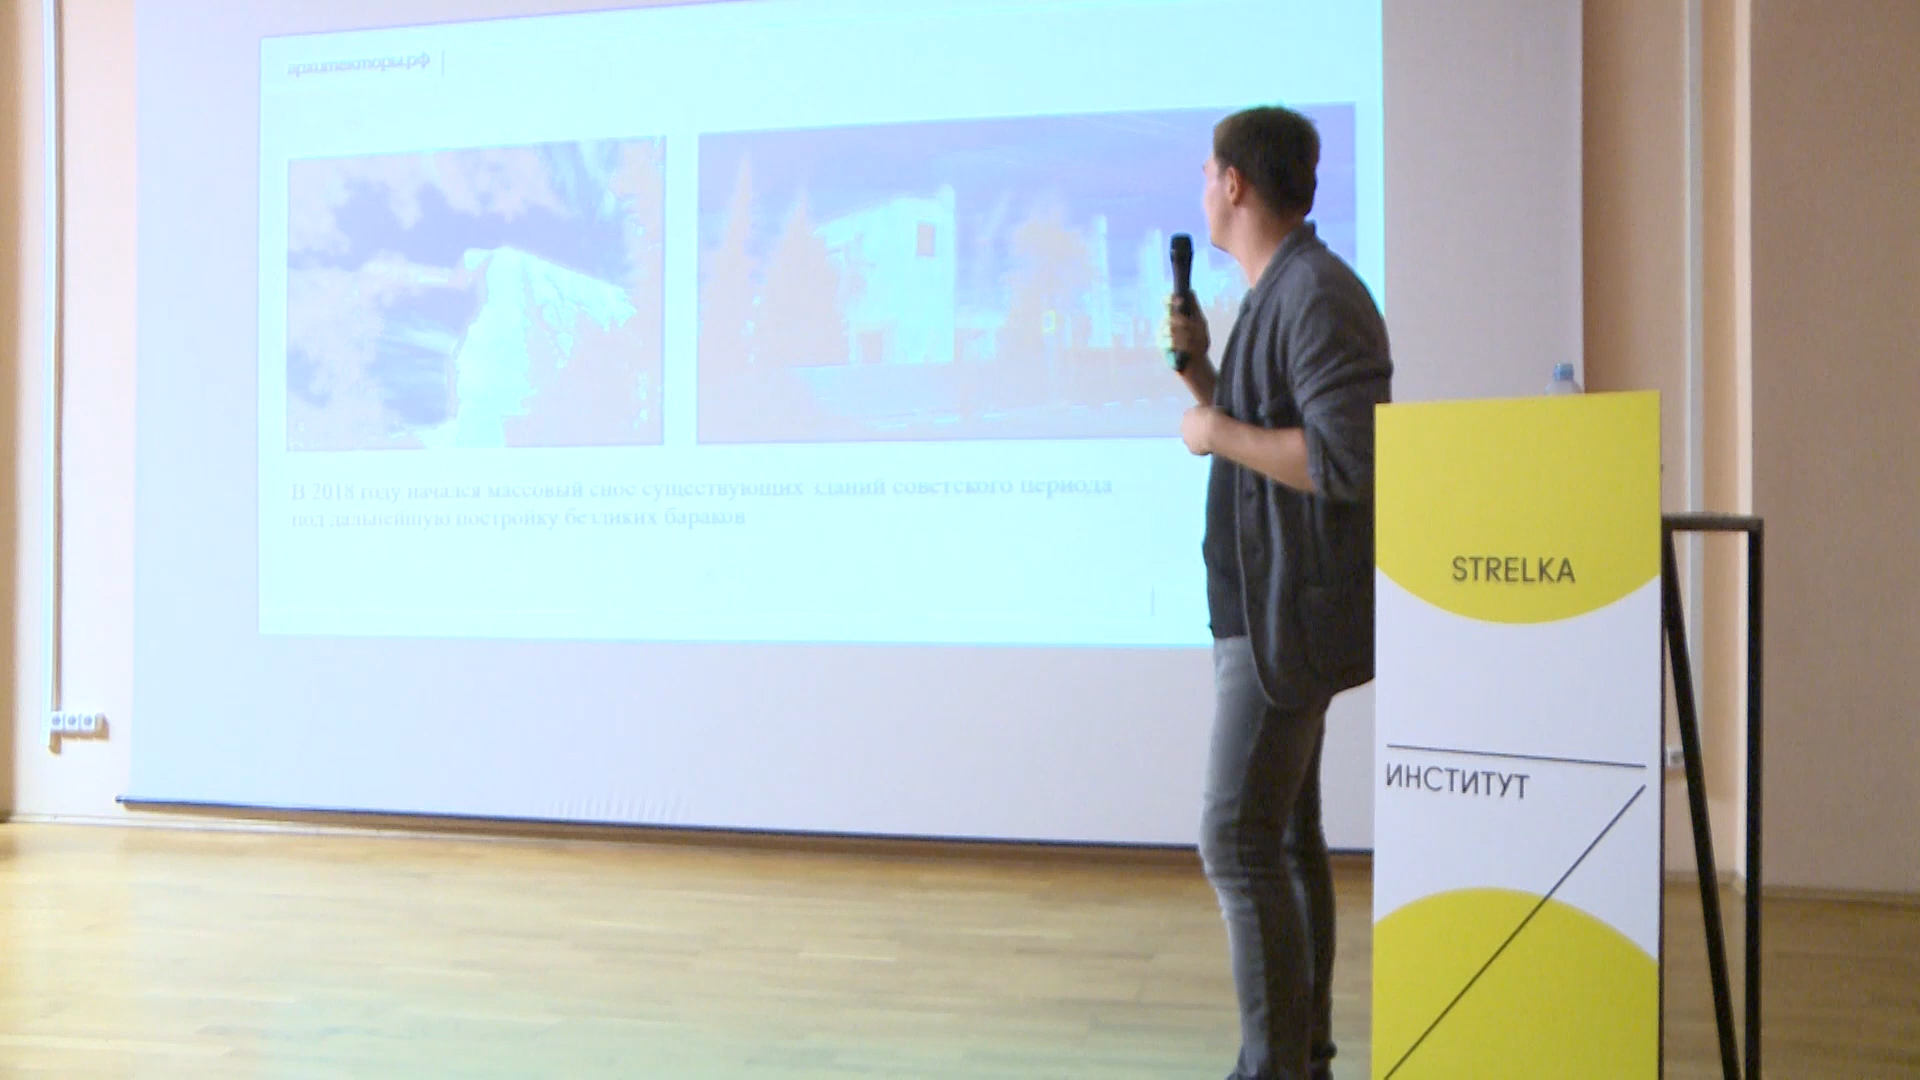 архитекторы.рф
В 2018 году начался массовый снос существующих зданий советского периода
под дальнейшую постройку безликих бараков
STRELKA
ИНСТИТУТ